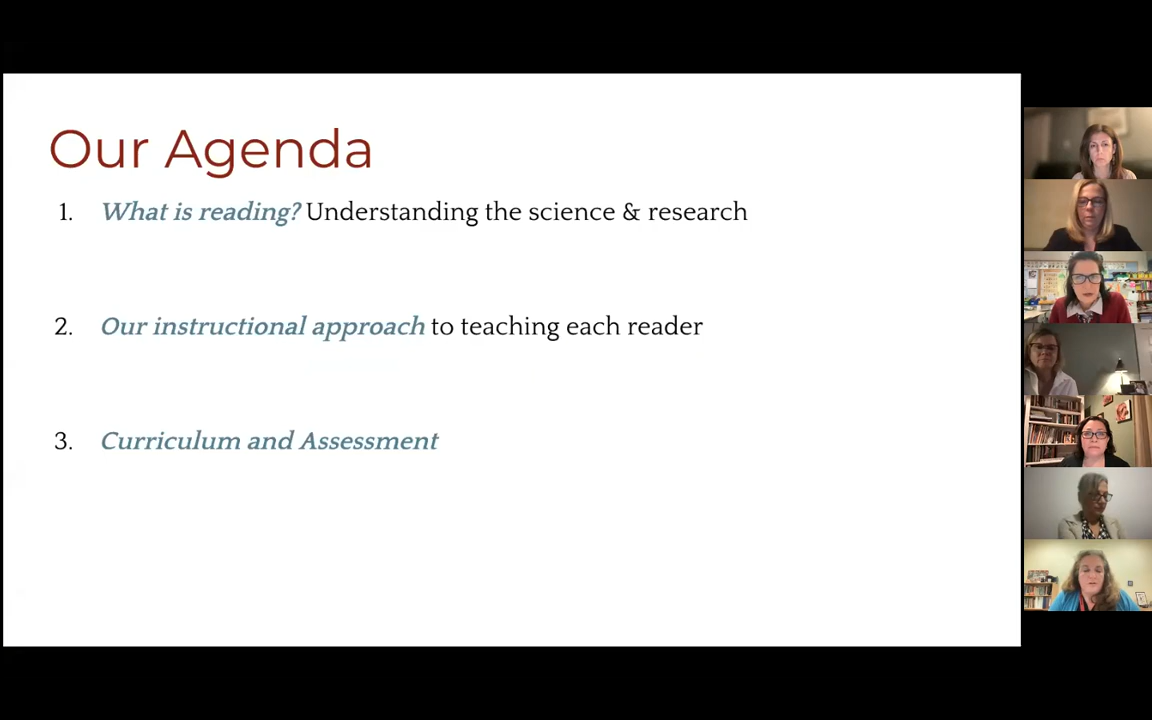 Our Agenda
1. What is reading? Understanding the science & research
2. Our instructional approach to teaching each reader
3. Curriculum and Assessment